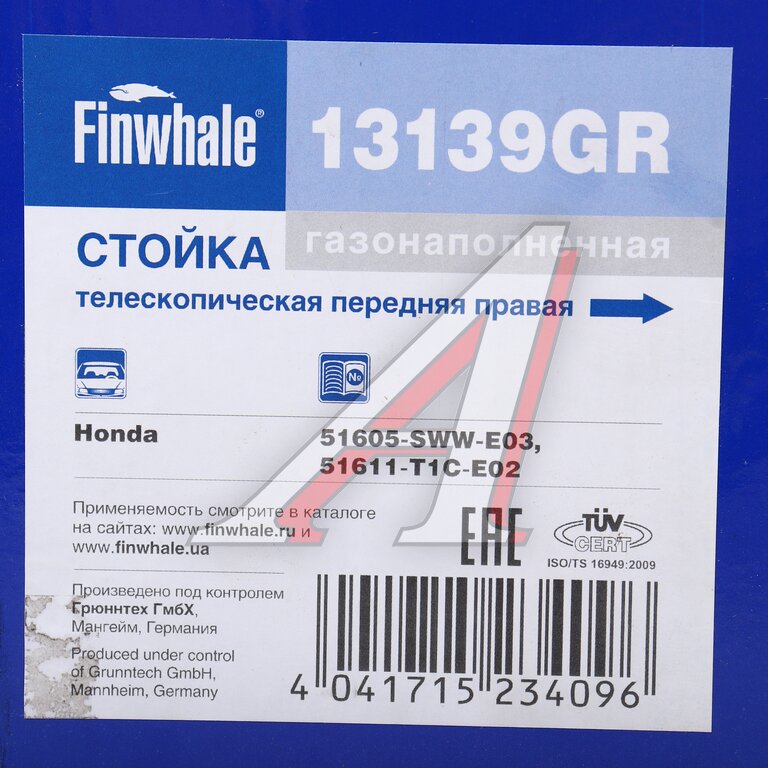 Finwhale®
13139GR
СТОЙКА
газонаполненная
телескопическая передняя правая
№
Honda
51605-SWW-E03,
51611-T1C-E02
Применяемость смотрите в каталоге
на сайтах: www.finwhale.ru и
www.finwhale.ua
EAC
TÜV
CERT
ISO/TS 16949:2009
Произведено под контролем
Грюннтех ГмбХ,
Мангейм, Германия
Produced under control
of Grunntech GmbH,
Mannheim, Germany
4 041715 234096